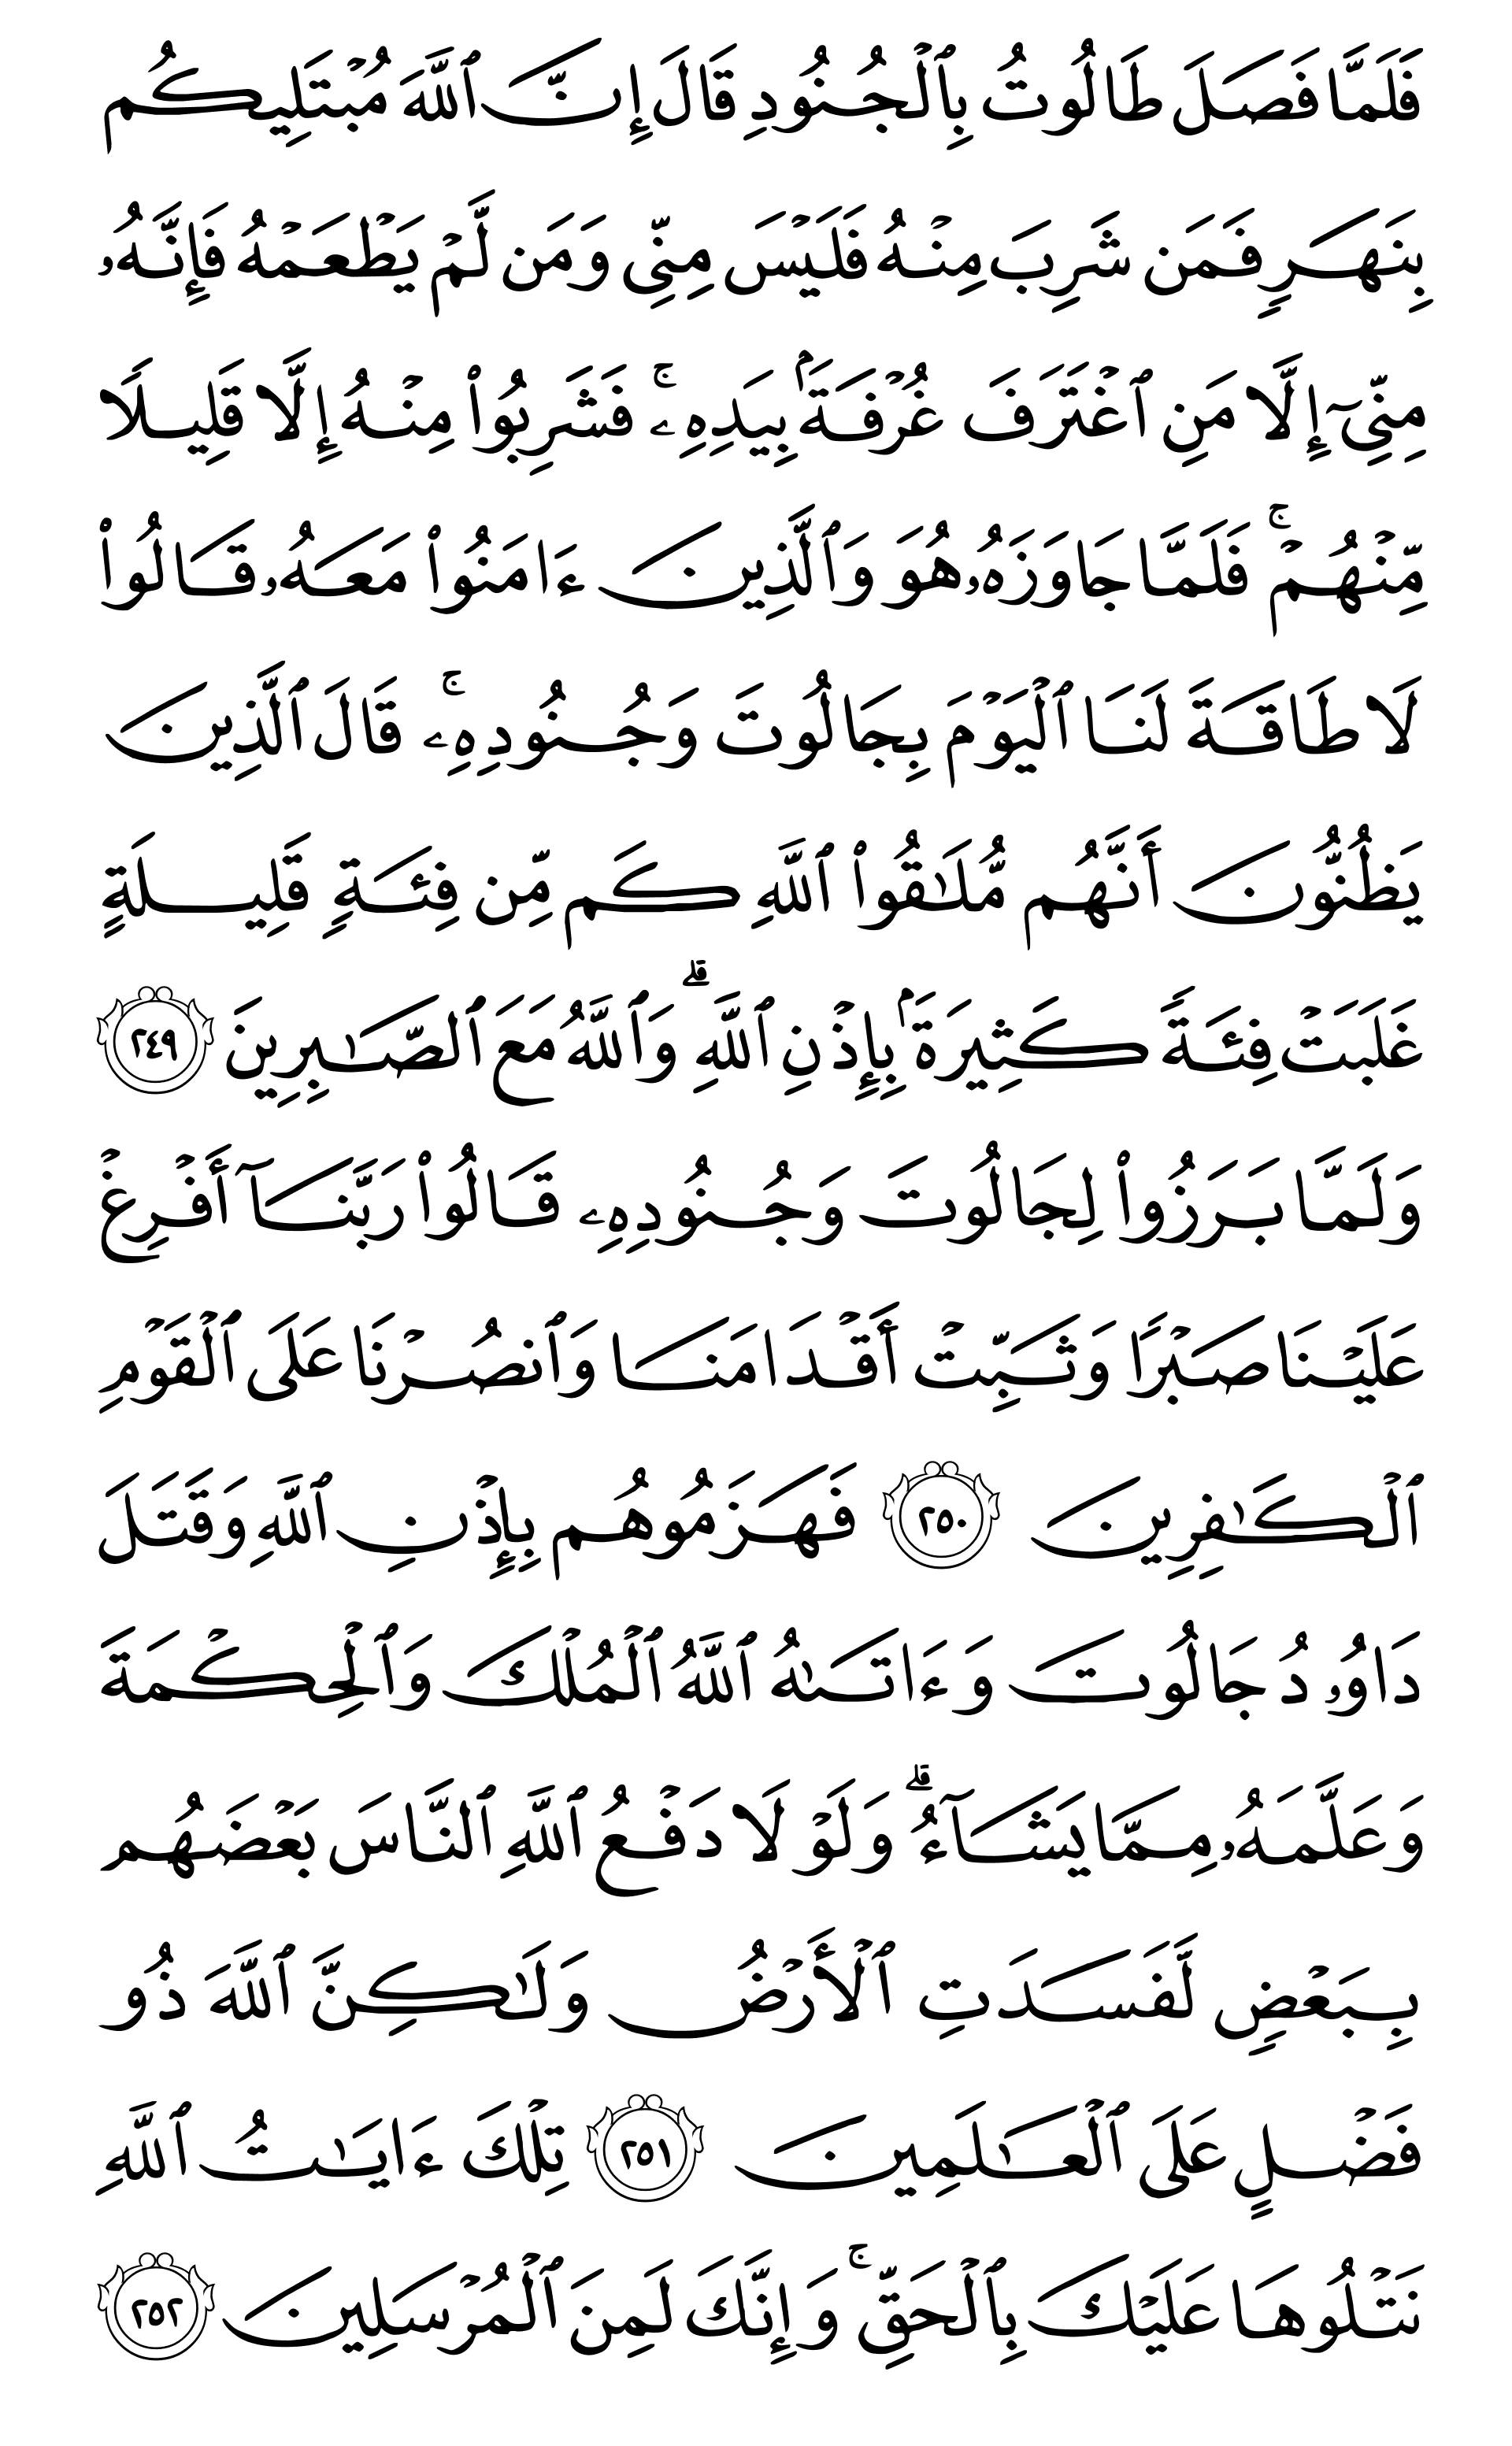 فَلَمَّا فَصَلَ طَالُوتُ بِٱلْجُنُودِ قَالَ إِنَّ ٱللَّهَ مُبْتَلِيكُم
بِنَهَرٍ فَمَن شَرِبَ مِنْهُ فَلَيْسَ مِنِّي وَمَن لَّمْ يَطْعَمْهُ فَإِنَّهُۥ
مِنِّيٓ إِلَّا مَنِ ٱغْتَرَفَ غُرْفَةَۢ بِيَدِهِۦۚ فَشَرِبُوا۟ مِنْهُ إِلَّا قَلِيلًا
مِّنْهُمْۚ فَلَمَّا جَاوَزَهُۥ هُوَ وَٱلَّذِينَ ءَامَنُوا۟ مَعَهُۥ قَالُوا۟
لَا طَاقَةَ لَنَا ٱلْيَوْمَ بِجَالُوتَ وَجُنُودِهِۦۚ قَالَ ٱلَّذِينَ
يَظُنُّونَ أَنَّهُم مُّلَٰقُوا۟ ٱللَّهِ كَم مِّن فِئَةٍ قَلِيلَةٍ
غَلَبَتْ فِئَةً كَثِيرَةَۢ بِإِذْنِ ٱللَّهِۗ وَٱللَّهُ مَعَ ٱلصَّٰبِرِينَ ٢٤٩
وَلَمَّا بَرَزُوا۟ لِجَالُوتَ وَجُنُودِهِۦ قَالُوا۟ رَبَّنَآ أَفْرِغْ
عَلَيْنَا صَبْرًا وَثَبِّتْ أَقْدَامَنَا وَٱنصُرْنَا عَلَى ٱلْقَوْمِ
ٱلْكَٰفِرِينَ ٢٥٠ فَهَزَمُوهُم بِإِذْنِ ٱللَّهِ وَقَتَلَ
دَاوُۥدُ جَالُوتَ وَءَاتَىٰهُ ٱللَّهُ ٱلْمُلْكَ وَٱلْحِكْمَةَ
وَعَلَّمَهُۥ مِمَّا يَشَآءُۗ وَلَوْلَا دَفْعُ ٱللَّهِ ٱلنَّاسَ بَعْضَهُم
بِبَعْضٍ لَّفَسَدَتِ ٱلْأَرْضُ وَلَٰكِنَّ ٱللَّهَ ذُو
فَضْلٍ عَلَى ٱلْعَٰلَمِينَ ٢٥١ تِلْكَ ءَايَٰتُ ٱللَّهِ
نَتْلُوهَا عَلَيْكَ بِٱلْحَقِّۚ وَإِنَّكَ لَمِنَ ٱلْمُرْسَلِينَ ٢٥٢